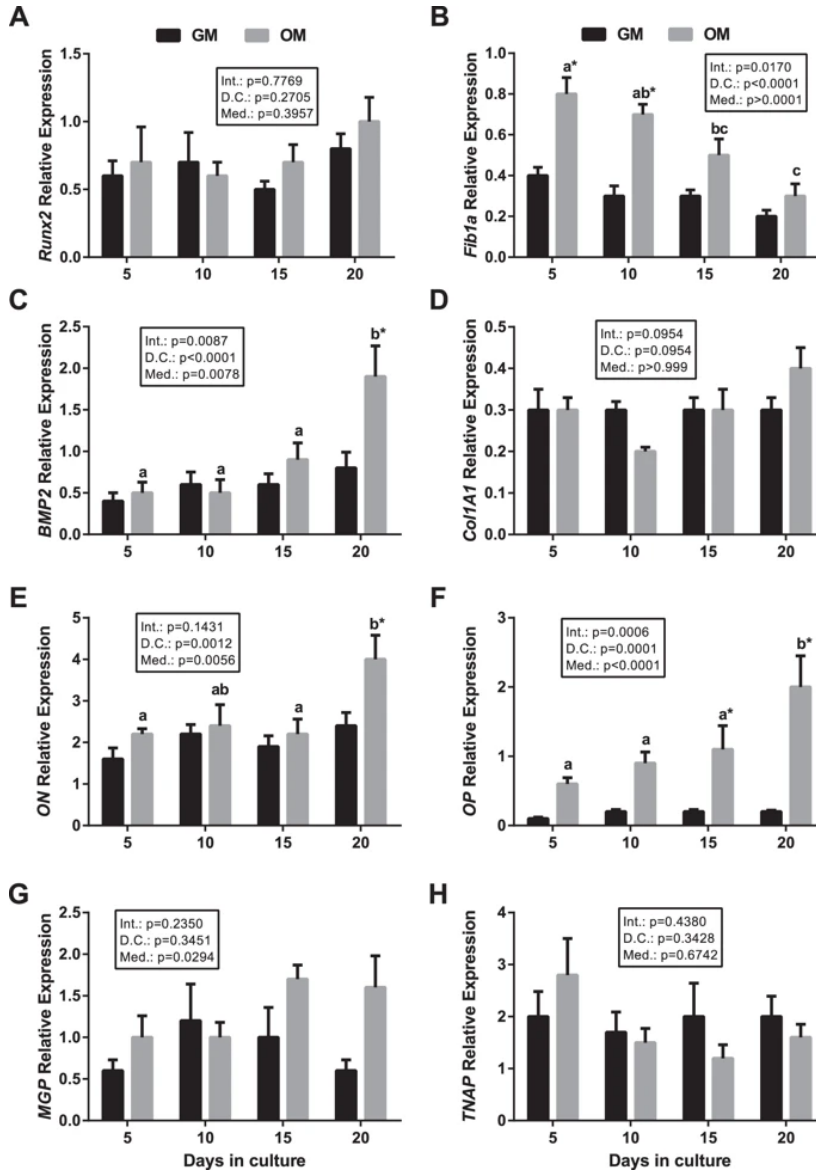 A
GM OM
Runx2 Relative Expression
1.5
1.0
0.5
0.0
Int.: p=0.7769
D.C.: p=0.2705
Med.: p=0.3957
5 10 15 20
B
Fib1a Relative Expression
1.0
0.8
0.6
0.4
0.2
0.0
a* ab* bc c
Int.: p=0.0170
D.C.: p<0.0001
Med.: p>0.0001
5 10 15 20
C
BMP2 Relative Expression
2.5
2.0
1.5
1.0
0.5
0.0
Int.: p=0.0087
D.C.: p<0.0001
Med.: p=0.0078
a a a b*
5 10 15 20
D
Col1A1 Relative Expression
0.5
0.4
0.3
0.2
0.1
0.0
Int.: p=0.0954
D.C.: p=0.0954
Med.: p>0.999
5 10 15 20
E
ON Relative Expression
5
4
3
2
1
0
Int.: p=0.1431
D.C.: p=0.0012
Med.: p=0.0056
a ab a b*
5 10 15 20
F
OP Relative Expression
3
2
1
0
Int.: p=0.0006
D.C.: p=0.0001
Med.: p<0.0001
a a a* b*
5 10 15 20
G
MGP Relative Expression
2.5
2.0
1.5
1.0
0.5
0.0
Int.: p=0.2350
D.C.: p=0.3451
Med.: p=0.0294
5 10 15 20
Days in culture
H
TNAP Relative Expression
4
3
2
1
0
Int.: p=0.4380
D.C.: p=0.3428
Med.: p=0.6742
5 10 15 20
Days in culture